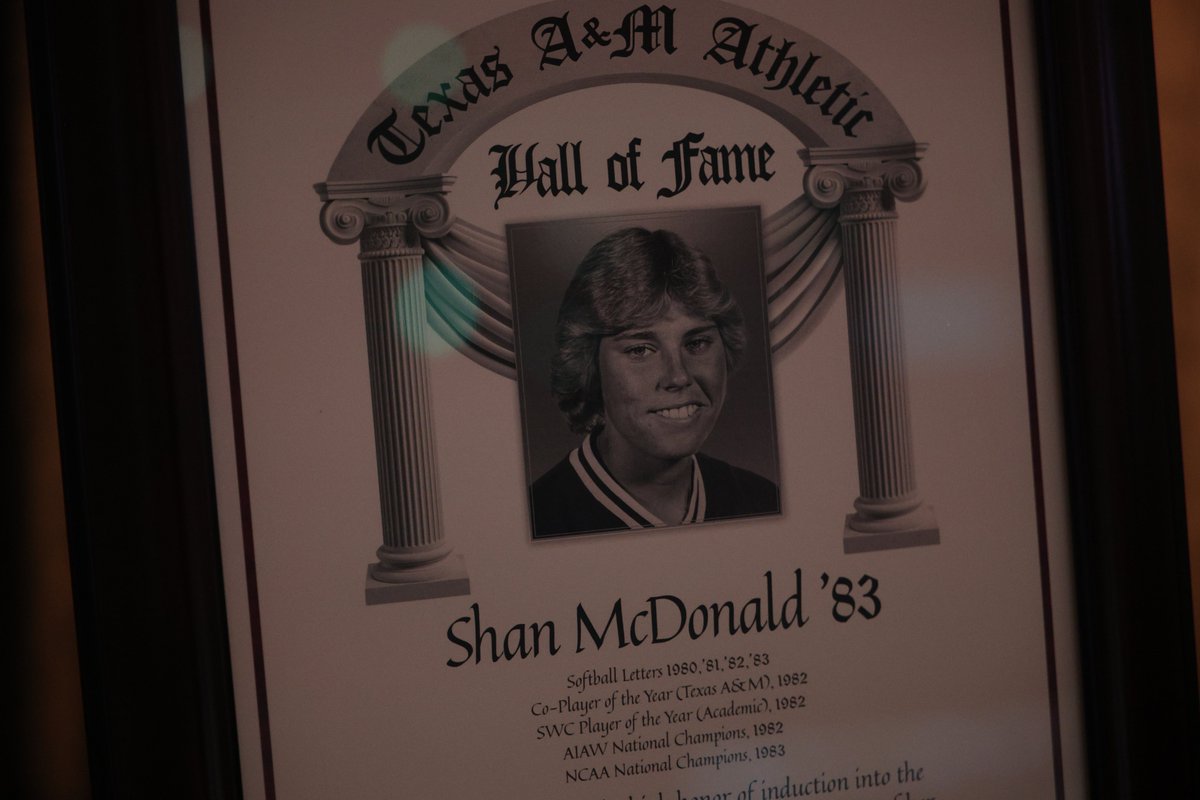 Texas A&M Athletic
Hall of Fame
Shan McDonald '83
Softball Letters 1980,'81,'82,'83
Co-Player of the Year (Texas A&M), 1982
SWC Player of the Year (Academic), 1982
AIAW National Champions, 1982
NCAA National Champions, 1983
honor of induction into the